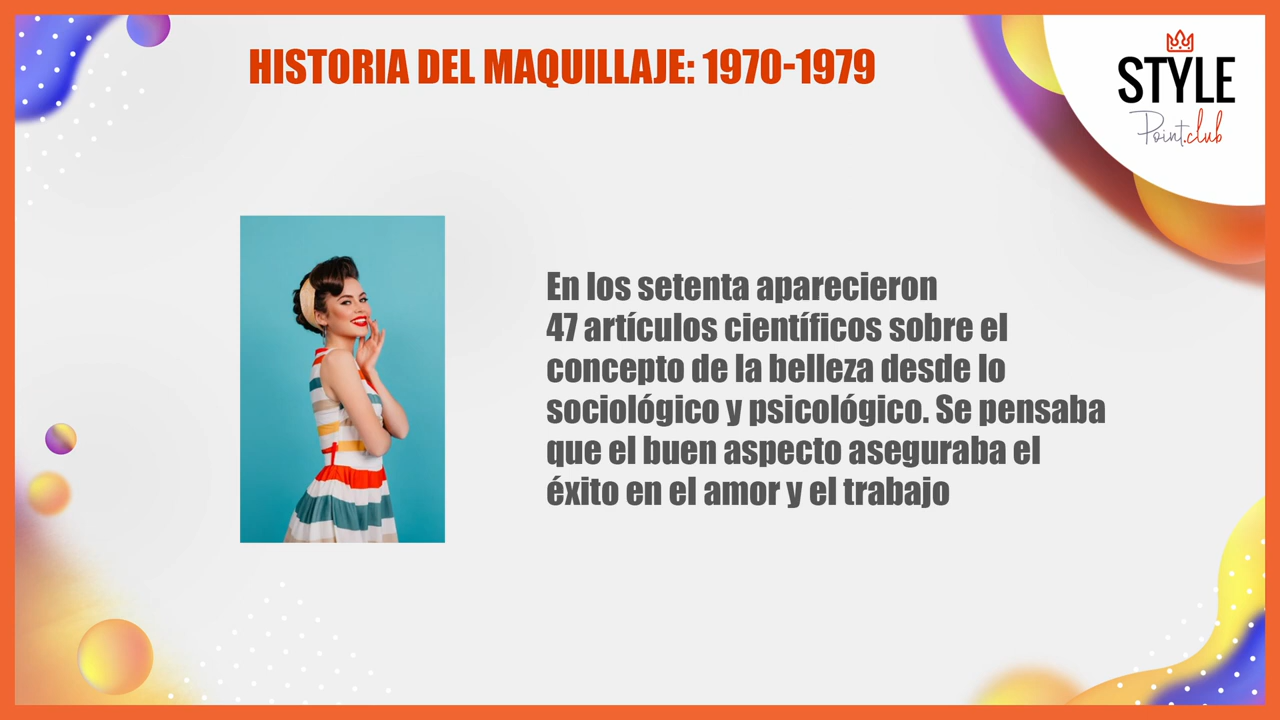 HISTORIA DEL MAQUILLAJE: 1970-1979
STYLE
Point.club
En los setenta aparecieron
47 artículos científicos sobre el
concepto de la belleza desde lo
sociológico y psicológico. Se pensaba
que el buen aspecto aseguraba el
éxito en el amor y el trabajo